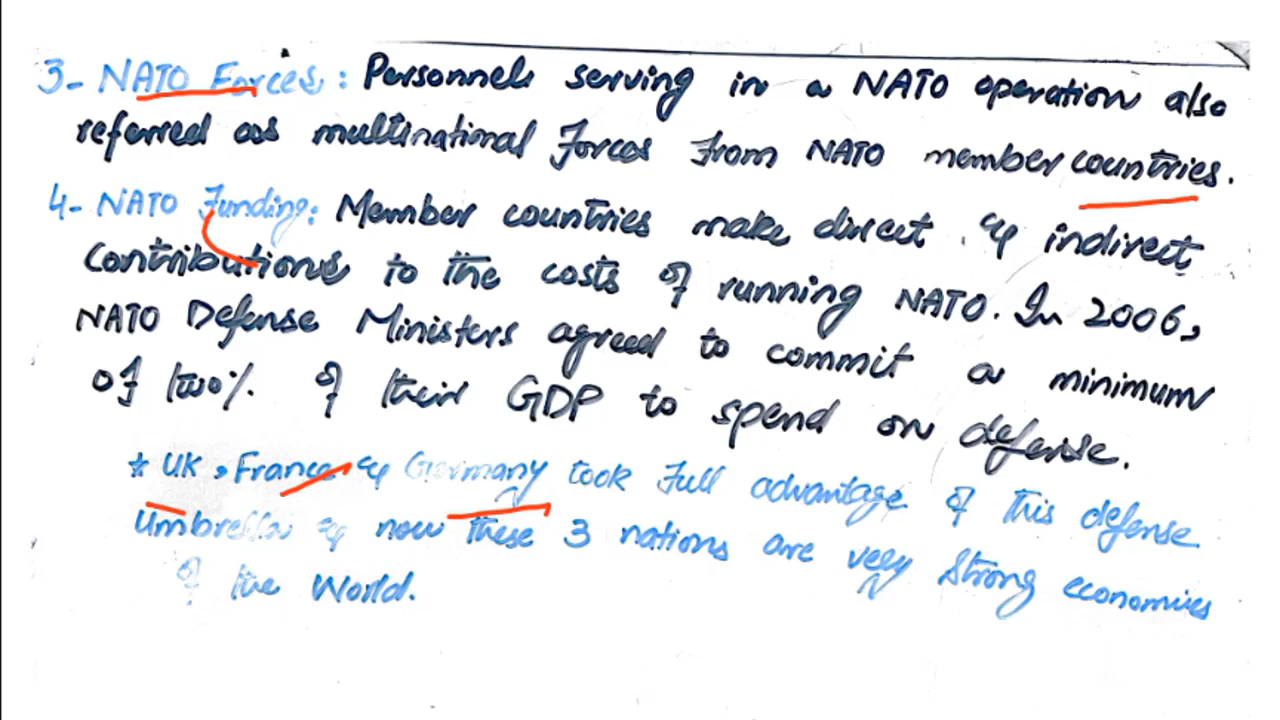 3- NATO Forces: Personnels serving in a NATO operation also
referred as multinational Forces from NATO member countries.
4- NATO Funding: Member countries make direct & indirect
Contributions to the costs of running NATO. In 2006,
NATO Defense Ministers agreed to commit a minimum
of two% of their GDP to spend on defense.
* UK, France & Germany took full advantage of this defense
Umbrella & now these 3 nations are very strong economies
of the World.